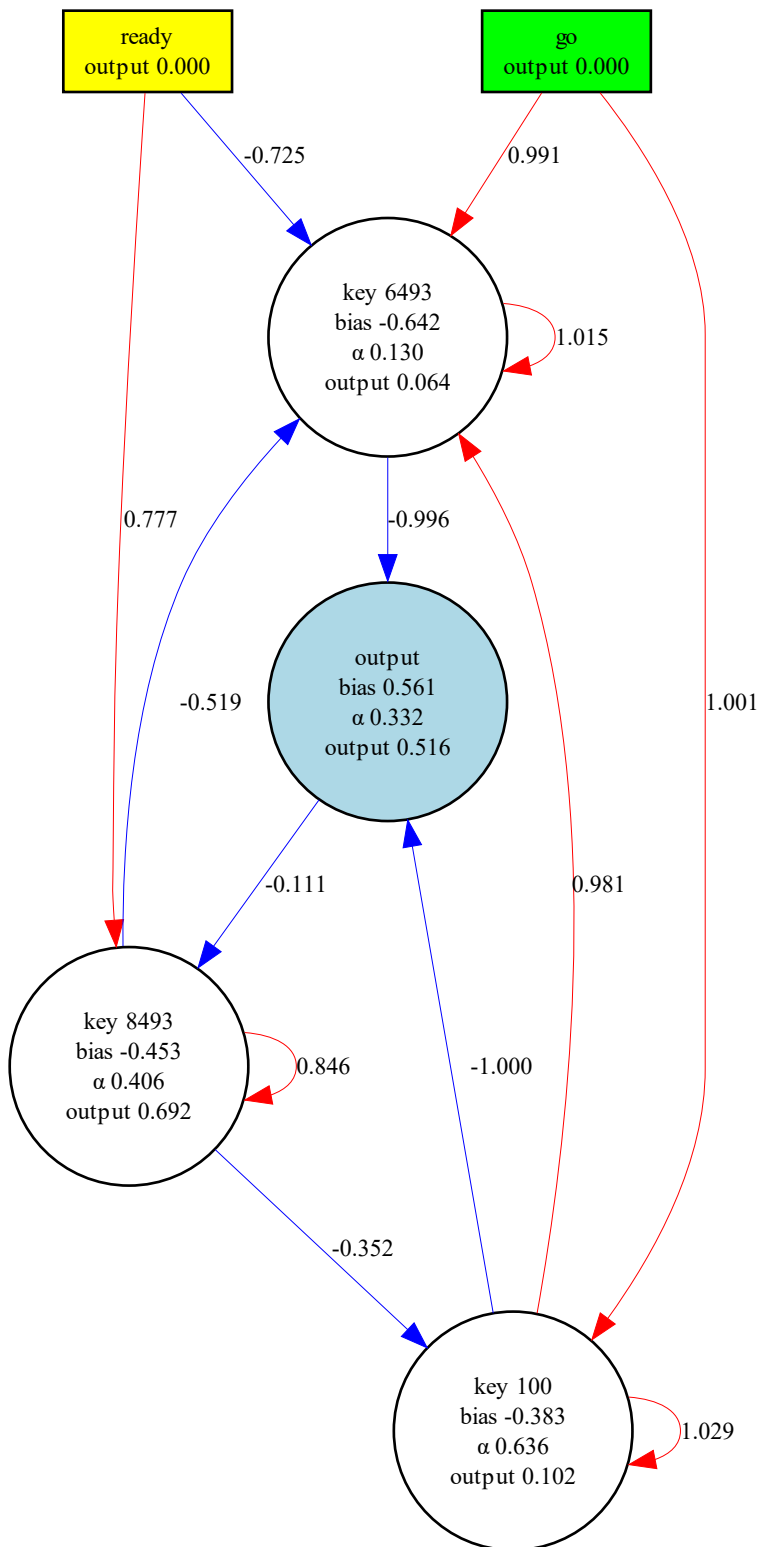 ready
output 0.000
go
output 0.000
-0.725
0.991
key 6493
bias -0.642
α 0.130
output 0.064
1.015
0.777
-0.996
output
bias 0.561
α 0.332
output 0.516
-0.519
1.001
-0.111
0.981
key 8493
bias -0.453
α 0.406
output 0.692
0.846
-1.000
-0.352
key 100
bias -0.383
α 0.636
output 0.102
1.029